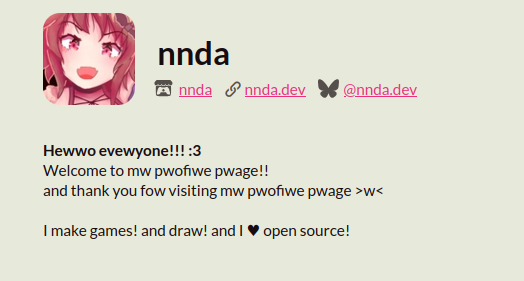 nnda
nnda nnda.dev @nnda.dev
Hewwo evewyone!!! :3
Welcome to mw pwofiwe pwage!!
and thank you fow visiting mw pwofiwe pwage >w<
I make games! and draw! and I ♥ open source!